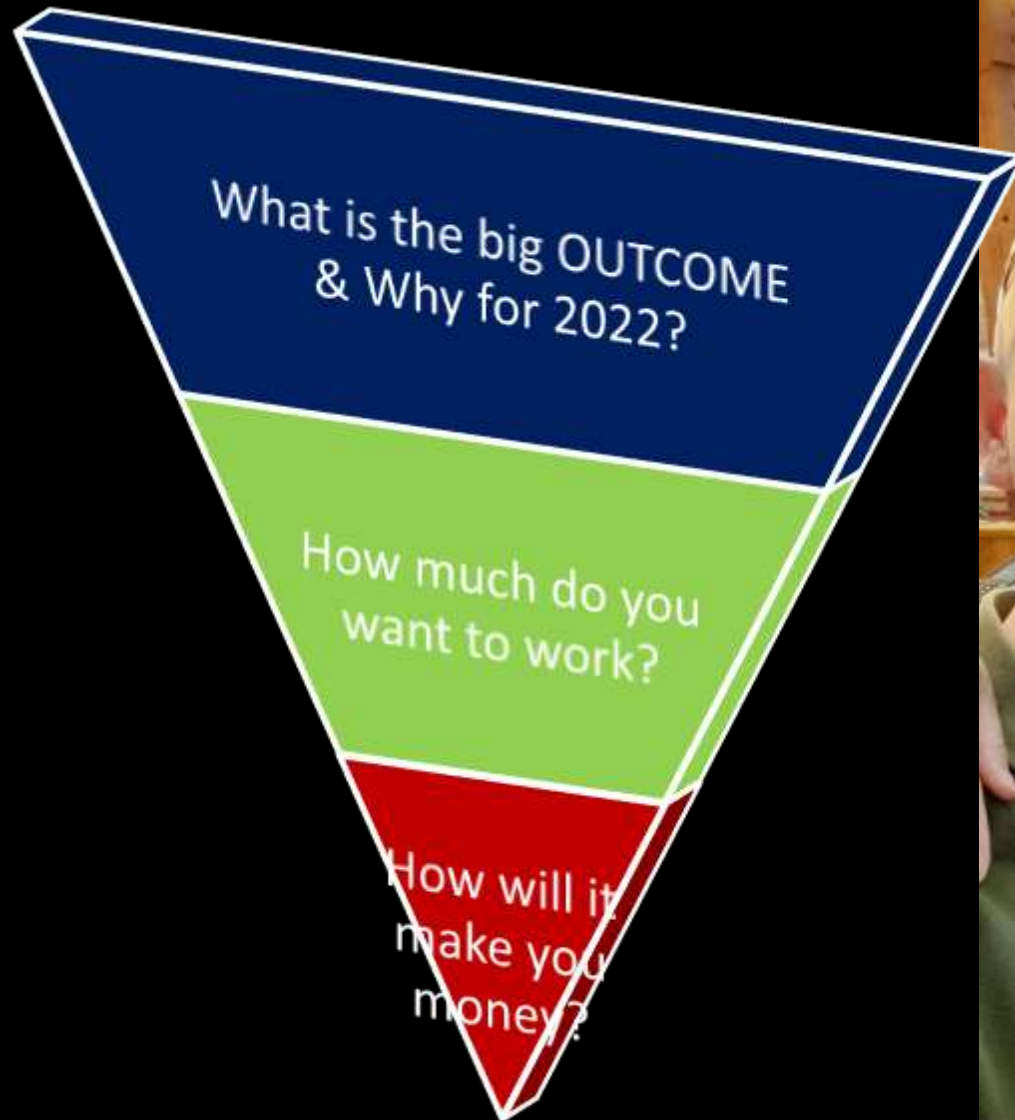 What is the big OUTCOME
& Why for 2022?
How much do you
want to work?
How will it
make you
money?